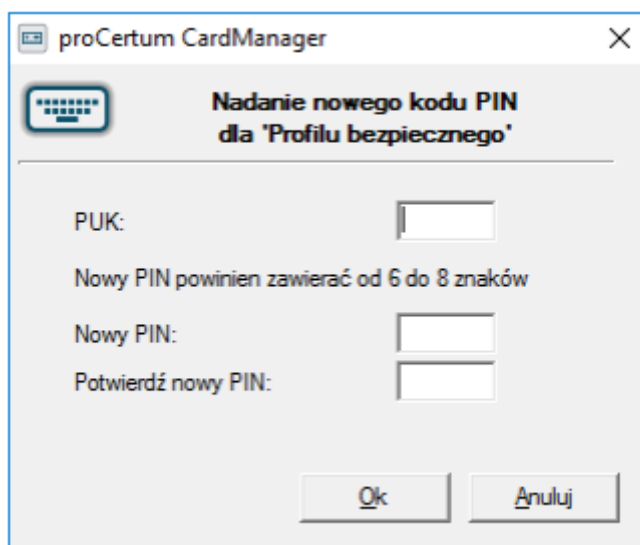 proCertum CardManager
Nadanie nowego kodu PIN
dla 'Profilu bezpiecznego'
PUK:
Nowy PIN powinien zawierać od 6 do 8 znaków
Nowy PIN:
Potwierdź nowy PIN:
Ok Anuluj